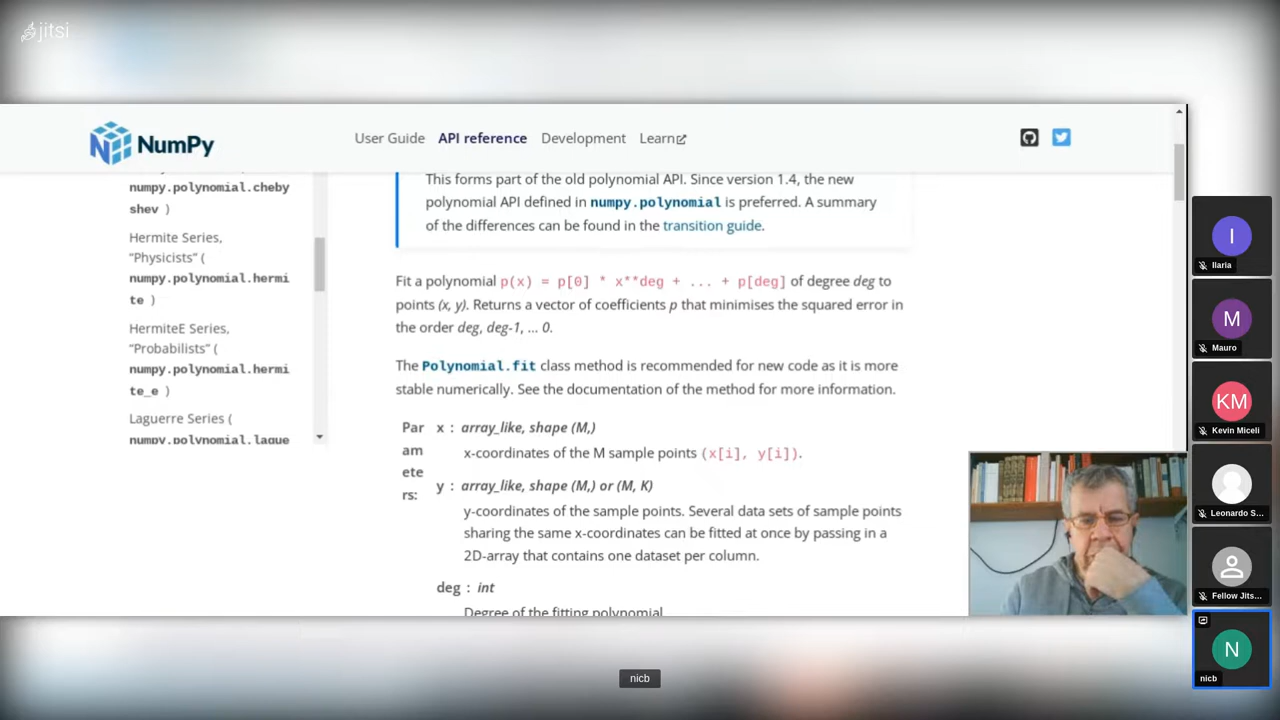 jitsi
NumPy
User Guide
API reference
Development
Learn
numpy.polynomial.cheby
shev )
Hermite Series,
“Physicists” (
numpy.polynomial.hermi
te )
HermiteE Series,
“Probabilists” (
numpy.polynomial.hermi
te_e )
Laguerre Series (
numpy.polynomial.lague
This forms part of the old polynomial API. Since version 1.4, the new
polynomial API defined in numpy.polynomial is preferred. A summary
of the differences can be found in the transition guide.
Fit a polynomial p(x) = p[0] * x**deg + ... + p[deg] of degree deg to
points (x, y). Returns a vector of coefficients p that minimises the squared error in
the order deg, deg-1, … 0.
The Polynomial.fit class method is recommended for new code as it is more
stable numerically. See the documentation of the method for more information.
Par
am
ete
rs:
x : array_like, shape (M,)
x-coordinates of the M sample points (x[i], y[i]).
y : array_like, shape (M,) or (M, K)
y-coordinates of the sample points. Several data sets of sample points
sharing the same x-coordinates can be fitted at once by passing in a
2D-array that contains one dataset per column.
deg : int
Degree of the fitting polynomial
I
Ilaria
M
Mauro
KM
Kevin Miceli
Leonardo S...
Fellow Jits...
N
nicb
nicb